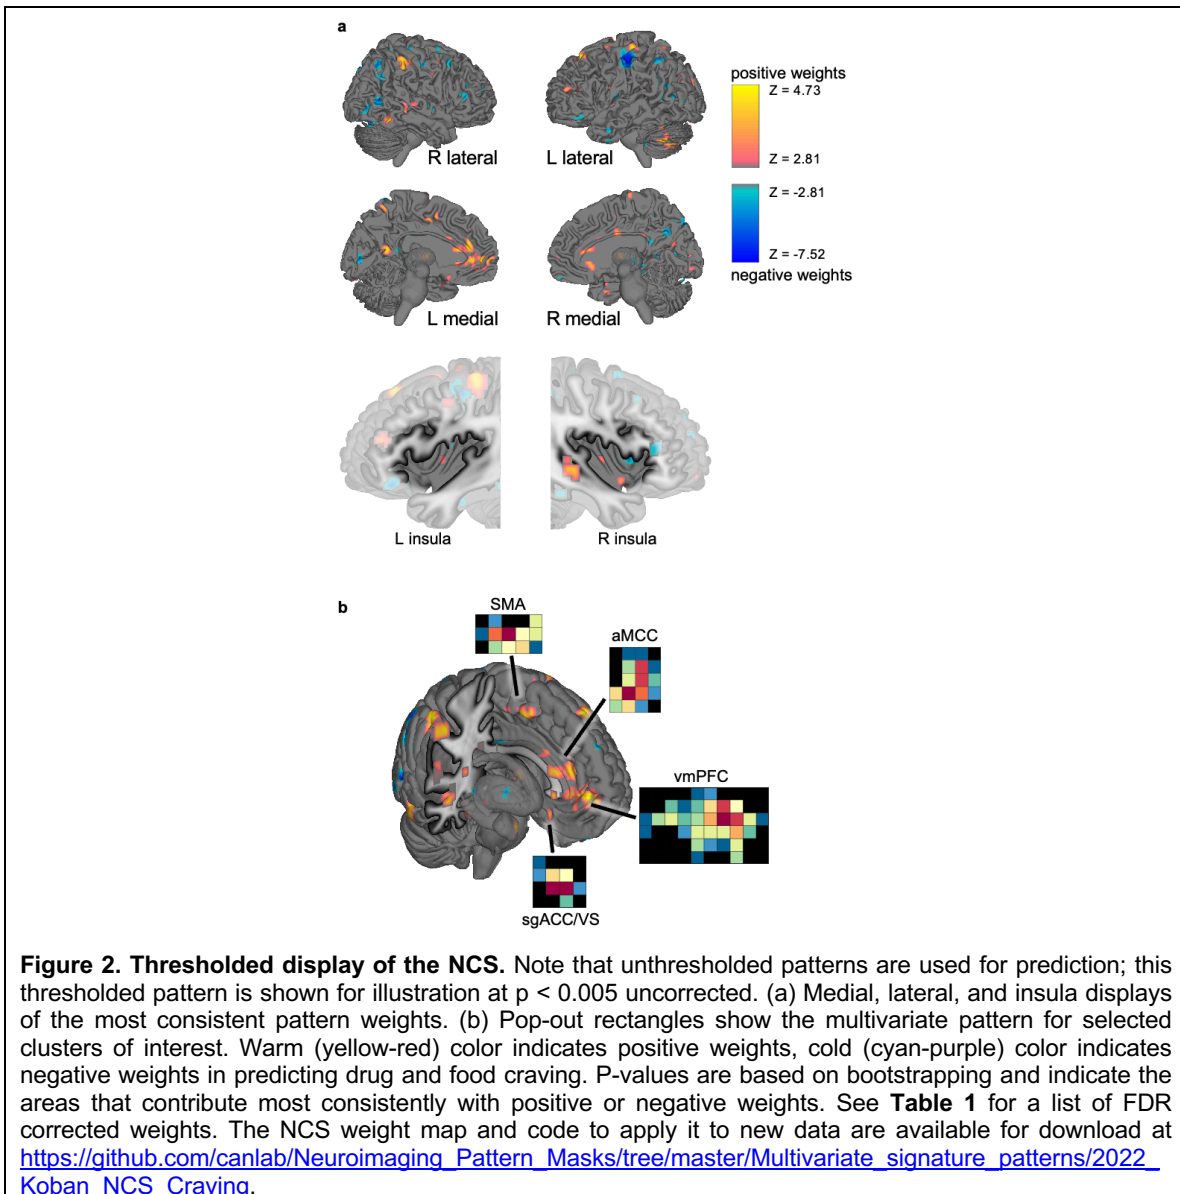 a
positive weights
Z = 4.73
Z = 2.81
R lateral
L lateral
Z = -2.81
Z = -7.52
negative weights
L medial
R medial
L insula
R insula
b
SMA
aMCC
vmPFC
sgACC/VS
Figure 2. Thresholded display of the NCS. Note that unthresholded patterns are used for prediction; this
thresholded pattern is shown for illustration at p < 0.005 uncorrected. (a) Medial, lateral, and insula displays
of the most consistent pattern weights. (b) Pop-out rectangles show the multivariate pattern for selected
clusters of interest. Warm (yellow-red) color indicates positive weights, cold (cyan-purple) color indicates
negative weights in predicting drug and food craving. P-values are based on bootstrapping and indicate the
areas that contribute most consistently with positive or negative weights. See Table 1 for a list of FDR
corrected weights. The NCS weight map and code to apply it to new data are available for download at
https://github.com/canlab/Neuroimaging_Pattern_Masks/tree/master/Multivariate_signature_patterns/2022_
Koban_NCS_Craving.